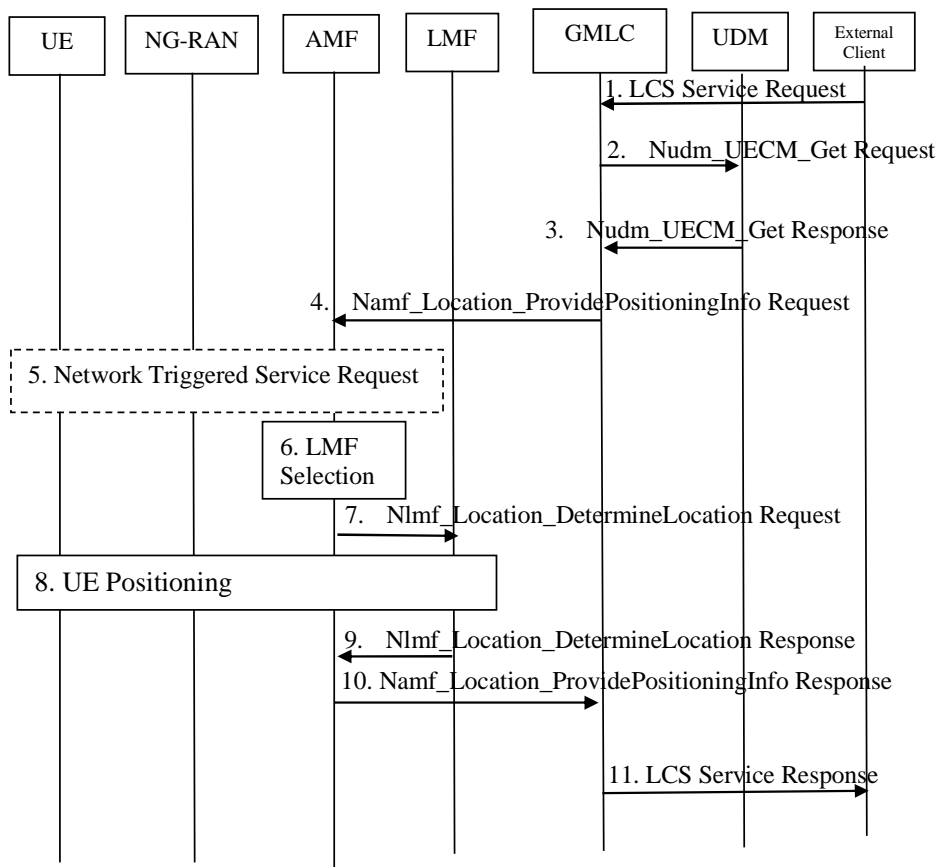 UE
NG-RAN
AMF
LMF
GMLC
UDM
External
Client
1. LCS Service Request
2. Nudm_UECM_Get Request
3. Nudm_UECM_Get Response
4. Namf_Location_ProvidePositioningInfo Request
5. Network Triggered Service Request
6. LMF
Selection
7. Nlmf_Location_DetermineLocation Request
8. UE Positioning
9. Nlmf_Location_DetermineLocation Response
10. Namf_Location_ProvidePositioningInfo Response
11. LCS Service Response